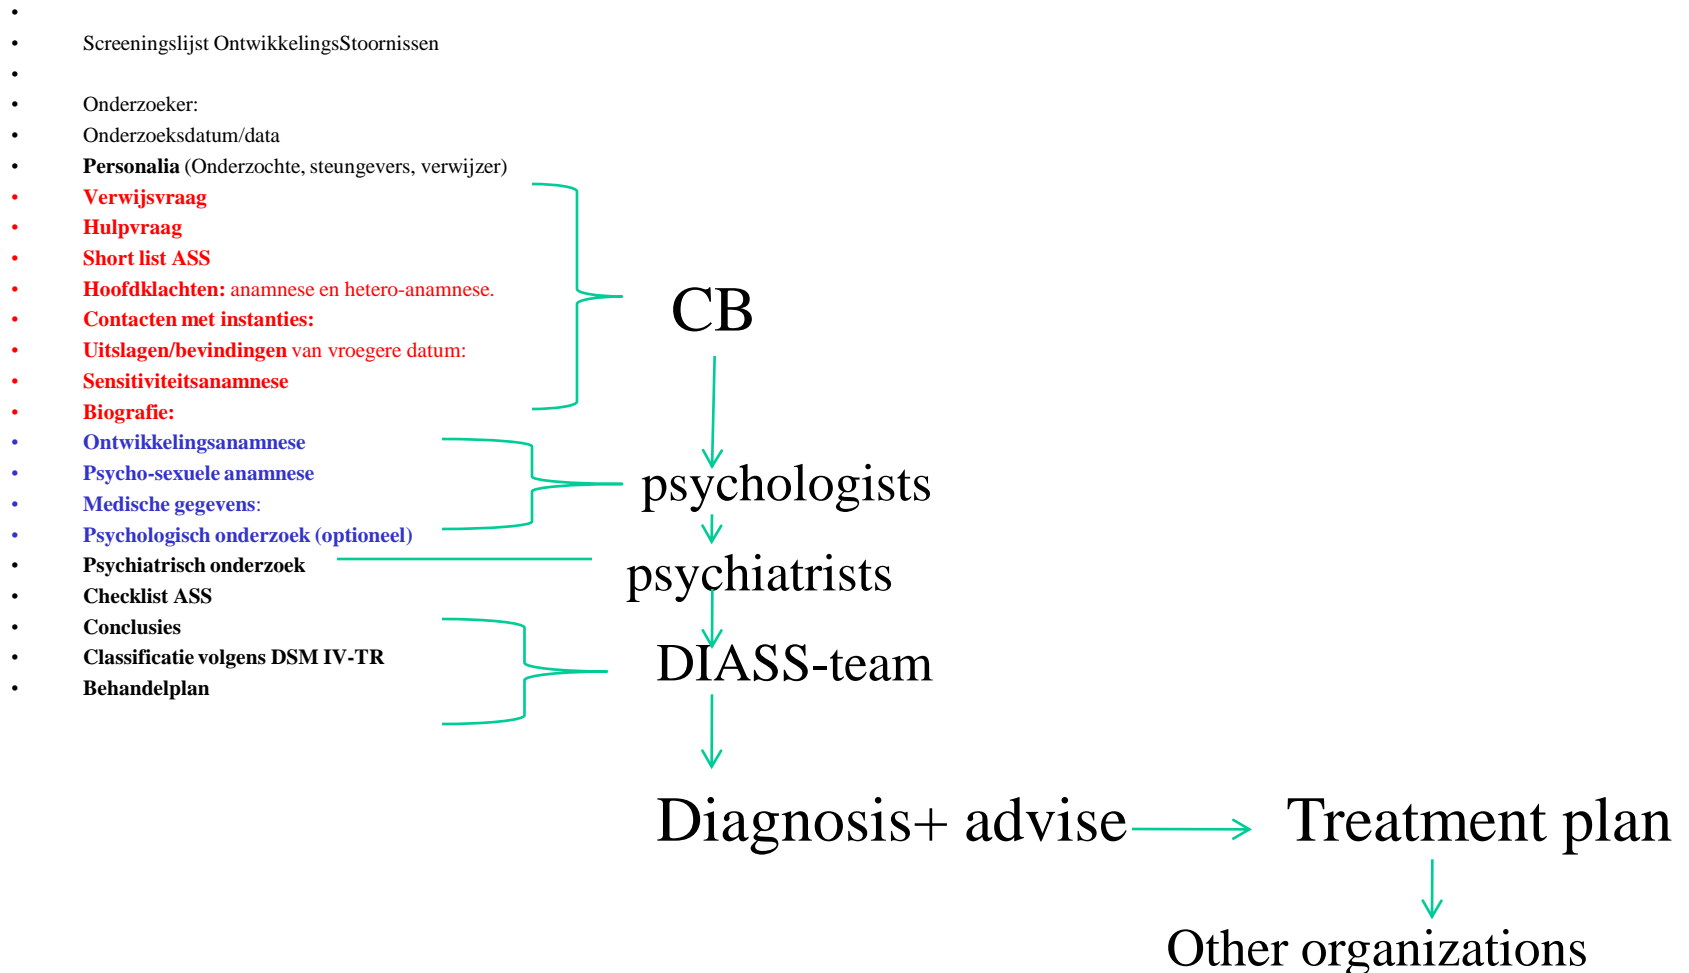 Screeningslijst OntwikkelingsStoornissen
Onderzoeker:
Onderzoeksdatum/data
Personalia (Onderzochte, steungevers, verwijzer)
Verwijsvraag
Hulpvraag
Short list ASS
Hoofdklachten: anamnese en hetero-anamnese.
Contacten met instanties:
Uitslagen/bevindingen van vroegere datum:
Sensitiviteitsanamnese
Biografie:
Ontwikkelingsanamnese
Psycho-sexuele anamnese
Medische gegevens:
Psychologisch onderzoek (optioneel)
Psychiatrisch onderzoek
Checklist ASS
Conclusies
Classificatie volgens DSM IV-TR
Behandelplan
CB
psychologists
psychiatrists
DIASS-team
Diagnosis+ advise
Treatment plan
Other organizations